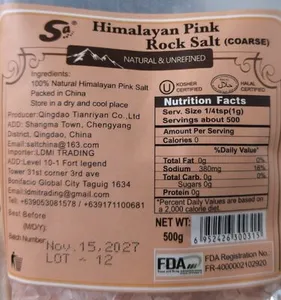 Sa
Himalayan Pink
Rock Salt (COARSE)
NATURAL & UNREFINED
Ingredients:
100% Natural Himalayan Pink Salt
Packed in China
Store in a dry and cool place
Producer:Qingdao Tianriyan Co.,Ltd
ADD: Shangma Town, Chengyang
District, Qingdao, China
Email:saltchina@163.com
Importer:LDMI TRADING
ADD:Level 10-1 Fort legend
Tower 31st corner 3rd ave
Bonifacio Global City Taguig 1634
Email:ldmitrading@gmail.com
Tel: +639053081578 / +639171100681
Best Before
(M/D/Y):
Batch Number:
Nov.15.2027
LOT - 12
KOSHER
CERTIFIED
HALAL
CERTIFIED
Nutrition Facts
Serv. Size 1/4tsp(1g)
Servings about 500
Amount Per Serving
Calories 0
%Daily Value*
Total Fat 0g 0%
Sodium 380mg 16%
Total Carb. 0g 0%
Sugars 0g
Protein 0g
*Percent Daily Values are based on
a 2,000 calorie diet.
NET WT:
500g
6952426300313
FDA
FDA Registration No.:
FR-4000002102920